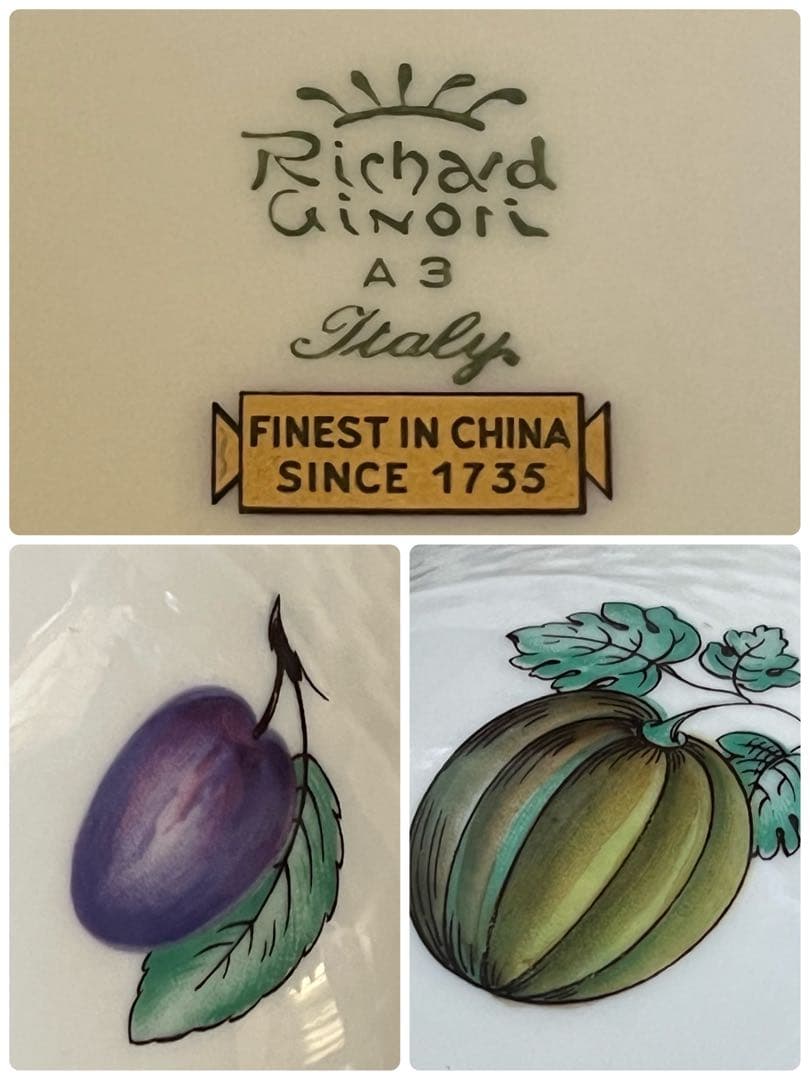 Richard
Ginori
A 3
Italy
FINEST IN CHINA
SINCE 1735